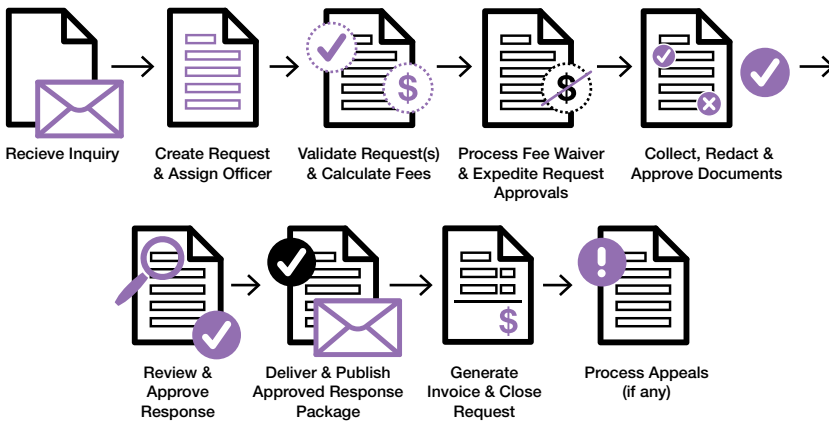 $
$
Recieve Inquiry
Create Request
& Assign Officer
Validate Request(s)
& Calculate Fees
Process Fee Waiver
& Expedite Request
Approvals
Collect, Redact &
Approve Documents
!
$
Review &
Approve
Response
Deliver & Publish
Approved Response
Package
Generate
Invoice & Close
Request
Process Appeals
(if any)